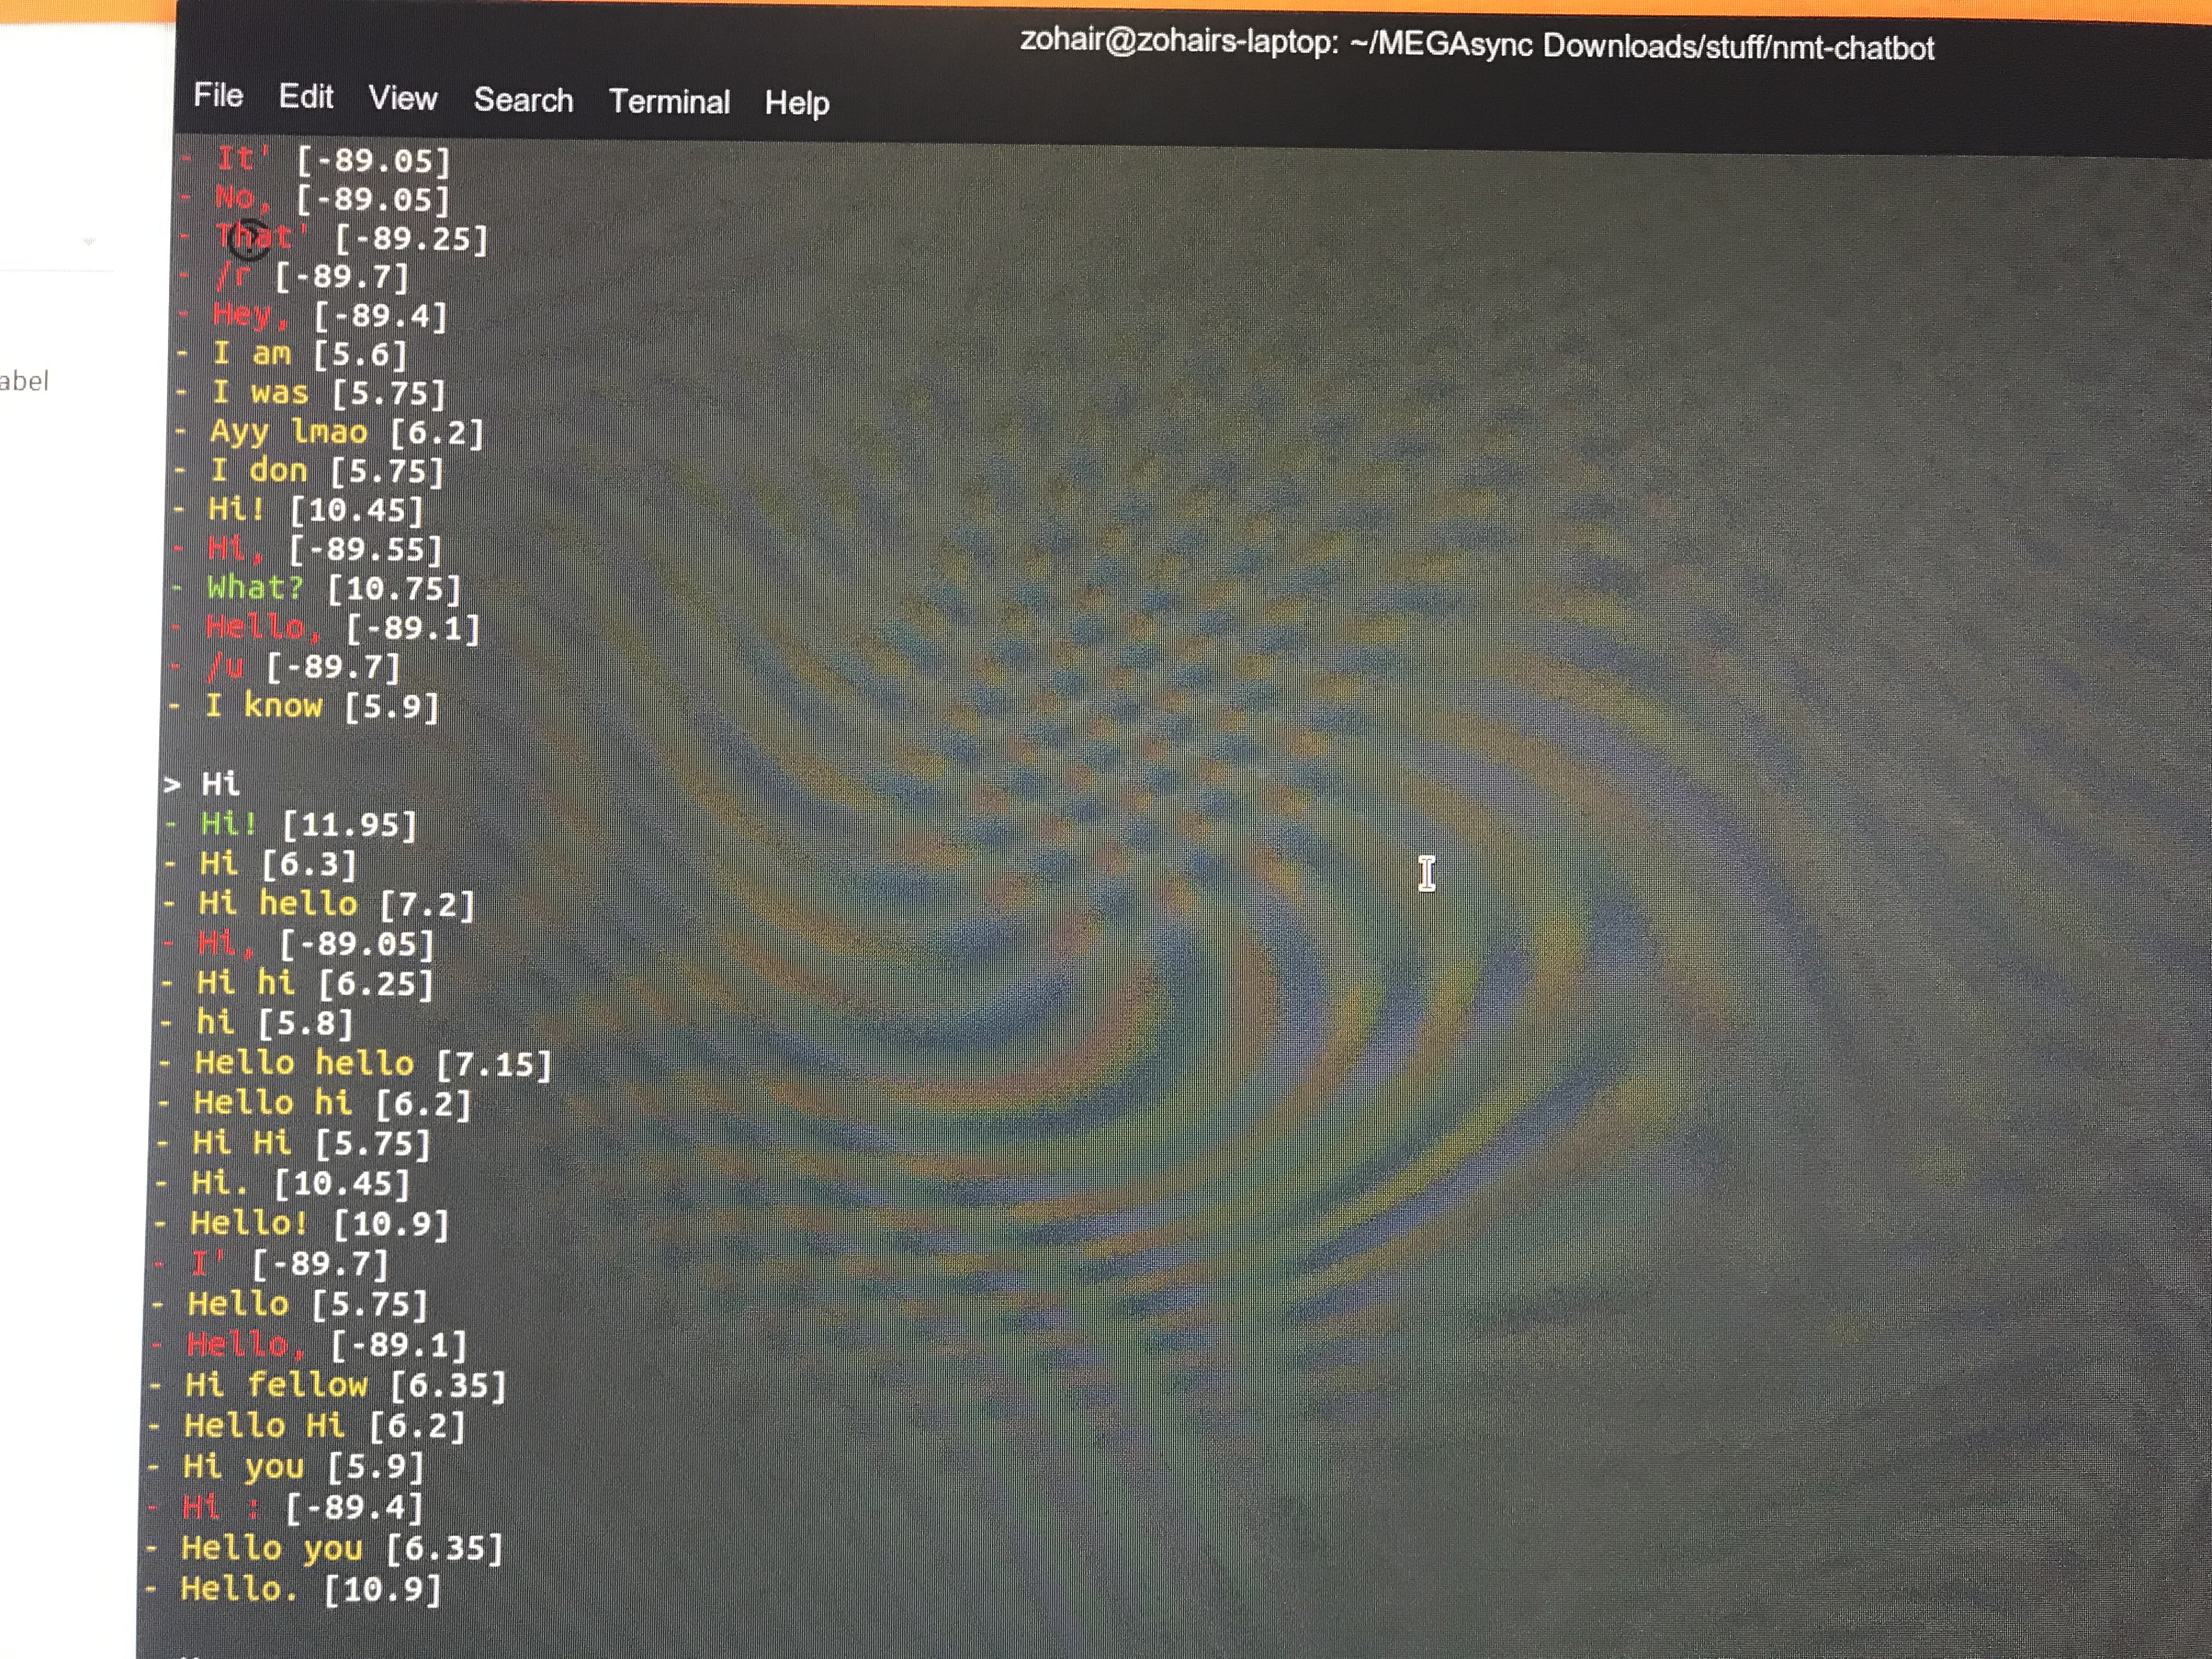 zohair@zohairs-laptop: ~/MEGAsync Downloads/stuff/nmt-chatbot
File Edit View Search Terminal Help
- It' [-89.05]
- No, [-89.05]
- That' [-89.25]
- /r [-89.7]
- Hey, [-89.4]
- I am [5.6]
abel
- I was [5.75]
- Ayy lmao [6.2]
- I don [5.75]
- Hi! [10.45]
- Hi, [-89.55]
- What? [10.75]
- Hello, [-89.1]
- /u [-89.7]
- I know [5.9]
> Hi
- Hi! [11.95]
- Hi [6.3]
- Hi hello [7.2]
- Hi, [-89.05]
- Hi hi [6.25]
- hi [5.8]
- Hello hello [7.15]
- Hello hi [6.2]
- Hi Hi [5.75]
- Hi. [10.45]
- Hello! [10.9]
- I' [-89.7]
- Hello [5.75]
- Hello, [-89.1]
- Hi fellow [6.35]
- Hello Hi [6.2]
- Hi you [5.9]
- Hi : [-89.4]
- Hello you [6.35]
- Hello. [10.9]